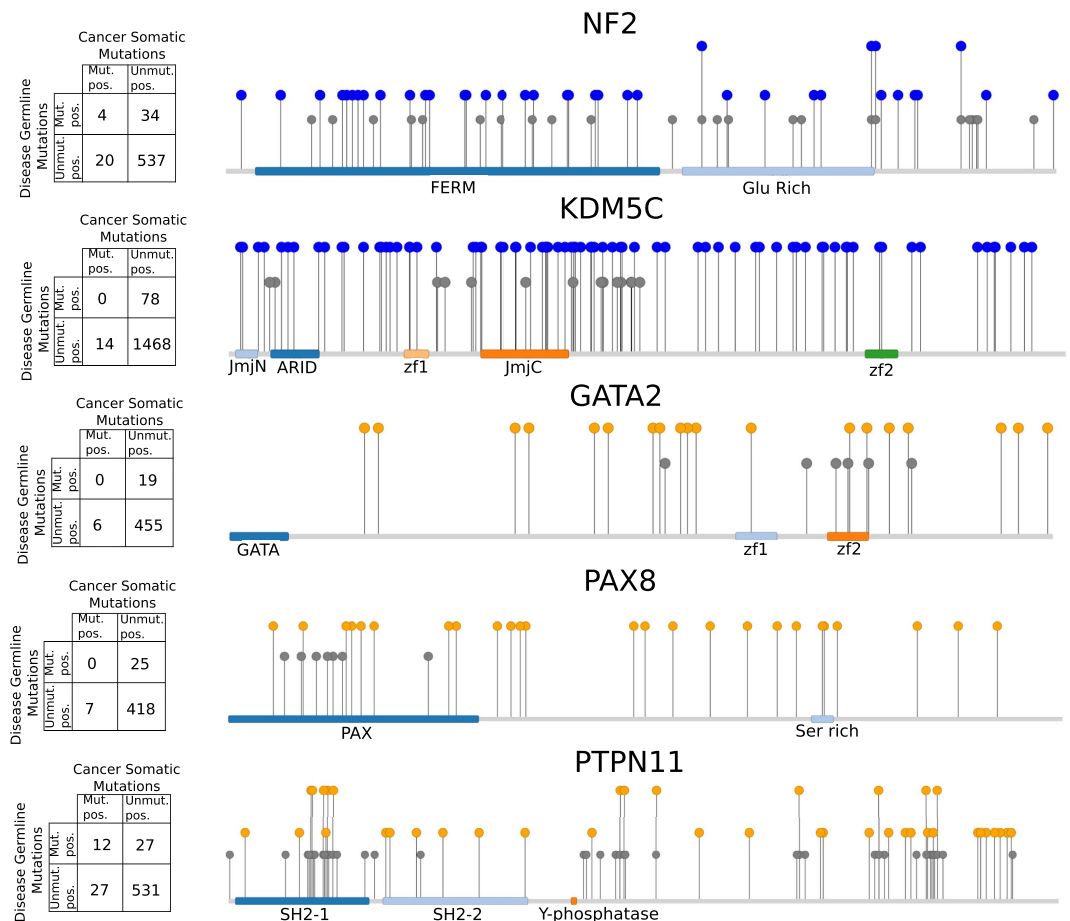 NF2
Cancer Somatic
Mutations
Mut.
pos.
Unmut.
pos.
Disease Germline
Mutations
Mut.
pos.
4
34
Unmut.
pos.
20
537
FERM
Glu Rich
KDM5C
Cancer Somatic
Mutations
Mut.
pos.
Unmut.
pos.
Disease Germline
Mutations
Mut.
pos.
0
78
Unmut.
pos.
14
1468
JmjN
ARID
zf1
JmjC
zf2
GATA2
Cancer Somatic
Mutations
Mut.
pos.
Unmut.
pos.
Disease Germline
Mutations
Mut.
pos.
0
19
Unmut.
pos.
6
455
GATA
zf1
zf2
PAX8
Cancer Somatic
Mutations
Mut.
pos.
Unmut.
pos.
Disease Germline
Mutations
Mut.
pos.
0
25
Unmut.
pos.
7
418
PAX
Ser rich
PTPN11
Cancer Somatic
Mutations
Mut.
pos.
Unmut.
pos.
Disease Germline
Mutations
Mut.
pos.
12
27
Unmut.
pos.
27
531
SH2-1
SH2-2
Y-phosphatase